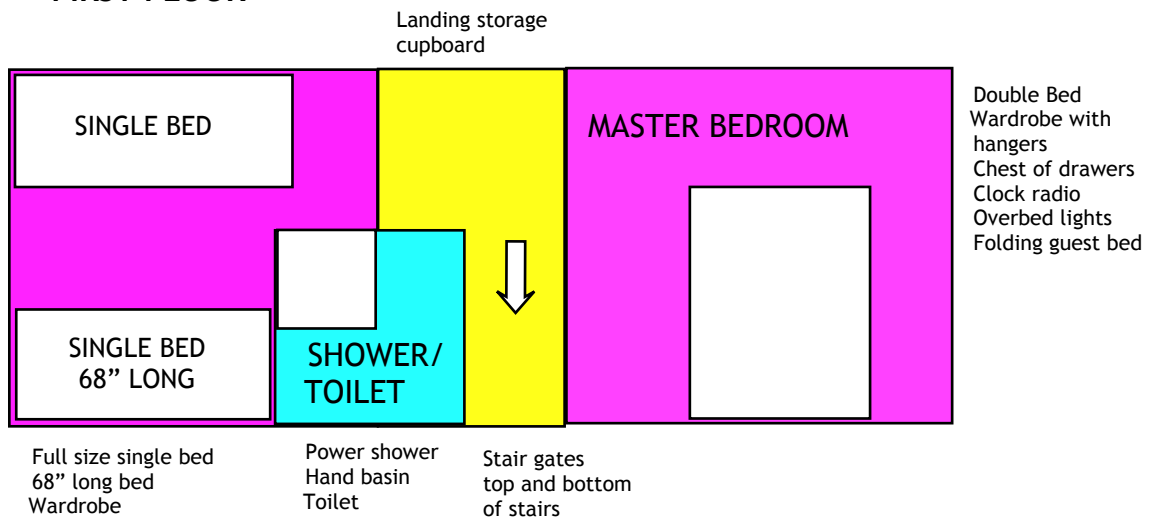 FIRST FLOOR
Landing storage
cupboard
SINGLE BED
MASTER BEDROOM
Double Bed
Wardrobe with
hangers
Chest of drawers
Clock radio
Overbed lights
Folding guest bed
SINGLE BED
68” LONG
SHOWER/
TOILET
Full size single bed
68” long bed
Wardrobe
Power shower
Hand basin
Toilet
Stair gates
top and bottom
of stairs